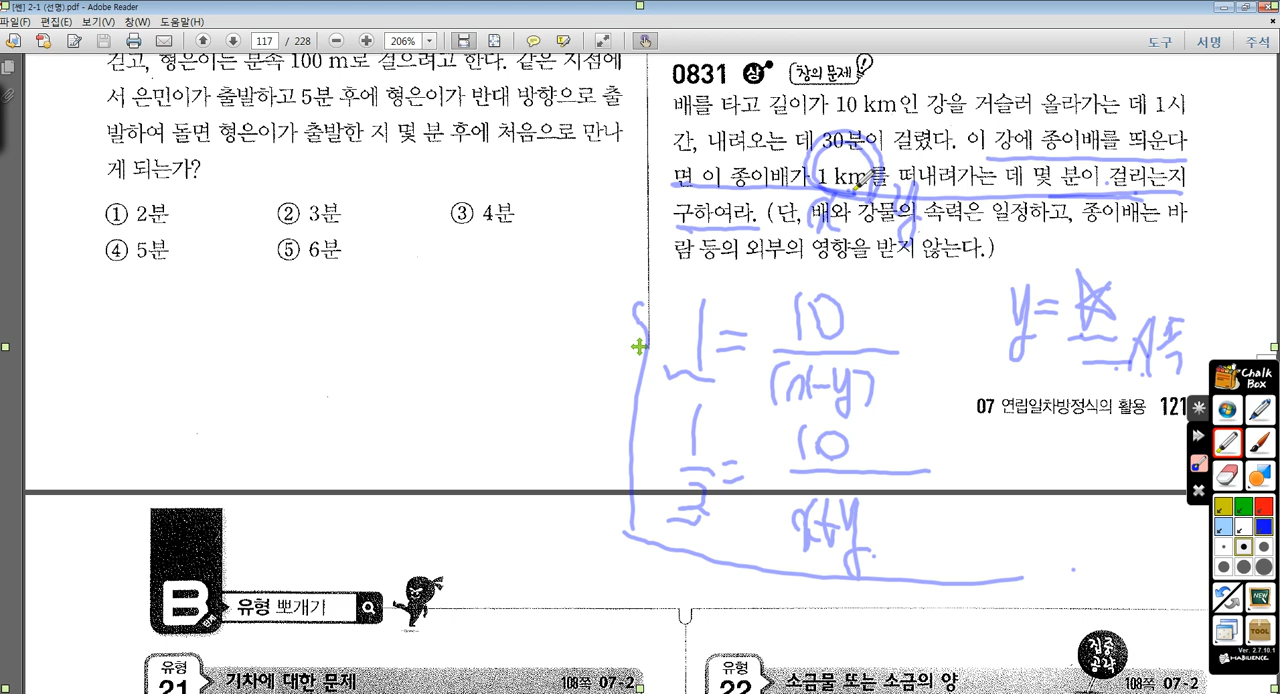 [쎈] 2-1 (선명).pdf - Adobe Reader
파일(F) 편집(E) 보기(V) 창(W) 도움말(H)
117 / 228 206% 도구 서명 주석
걷고, 형은이는 분속 100 m로 걸으려고 한다. 같은 지점에
서 은민이가 출발하고 5분 후에 형은이가 반대 방향으로 출
발하여 돌면 형은이가 출발한 지 몇 분 후에 처음으로 만나
게 되는가?
① 2분 ② 3분 ③ 4분
④ 5분 ⑤ 6분
0831 상 창의 문제
배를 타고 길이가 10 km인 강을 거슬러 올라가는 데 1시
간, 내려오는 데 30분이 걸렸다. 이 강에 종이배를 띄운다
면 이 종이배가 1 km를 떠내려가는 데 몇 분이 걸리는지
구하여라. (단, 배와 강물의 속력은 일정하고, 종이배는 바
람 등의 외부의 영향을 받지 않는다.)
x y
1 = 10/(x-y)
1/2 = 10/x+y
y =
07 연립일차방정식의 활용 121
B 유형 뽀개기
유형 21 기차에 대한 문제 108쪽 07-2
집중 공략
유형 22 소금물 또는 소금의 양 108쪽 07-2
Chalk Box
NEW
TOOL
Ver. 2.7.10.1
HABILIENCE